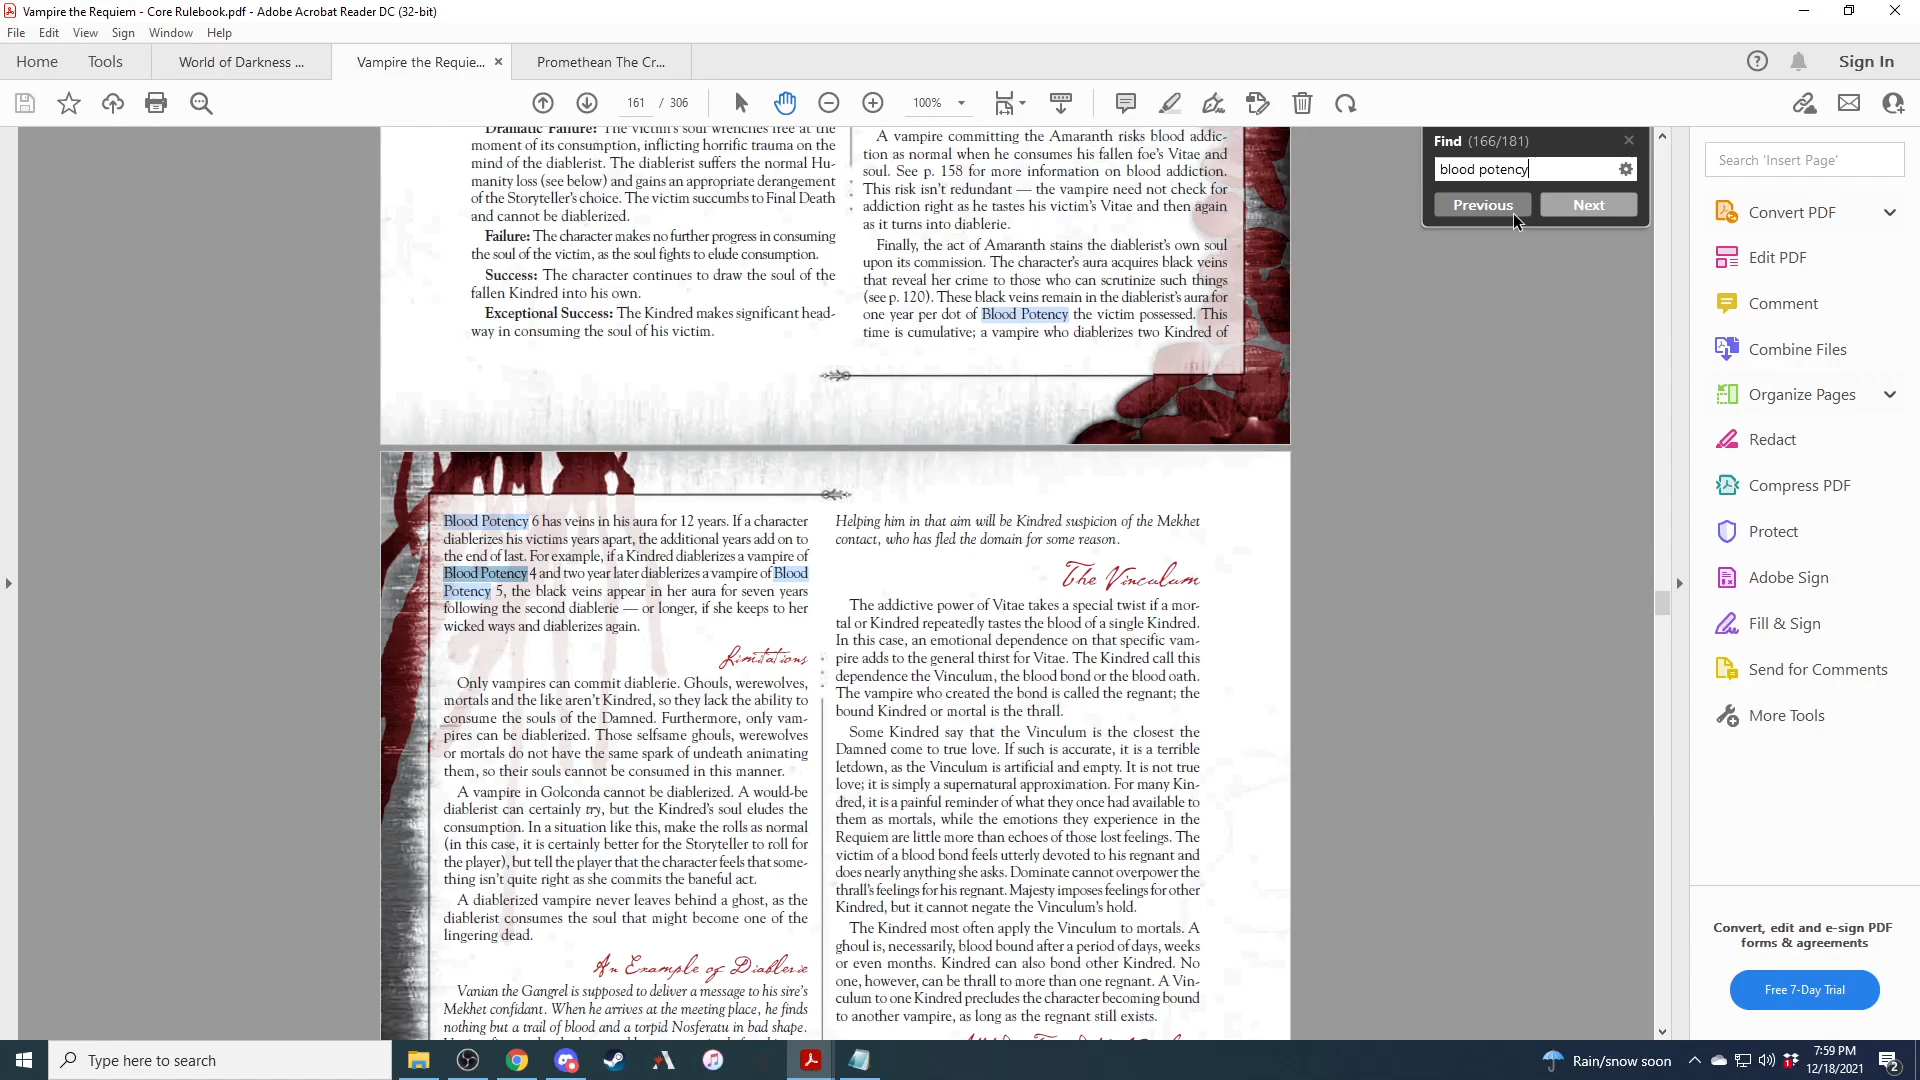 Vampire the Requiem - Core Rulebook.pdf - Adobe Acrobat Reader DC (32-bit)
File Edit View Sign Window Help
Home Tools World of Darkness ... Vampire the Requie... Promethean The Cr... Sign In
161 / 306 100%
Find (166/181)
blood potency
Previous Next
Dramatic Failure: The victim's soul wrenches free at the
moment of its consumption, inflicting horrific trauma on the
mind of the diablerist. The diablerist suffers the normal Hu-
manity loss (see below) and gains an appropriate derangement
of the Storyteller's choice. The victim succumbs to Final Death
and cannot be diablerized.
Failure: The character makes no further progress in consuming
the soul of the victim, as the soul fights to elude consumption.
Success: The character continues to draw the soul of the
fallen Kindred into his own.
Exceptional Success: The Kindred makes significant head-
way in consuming the soul of his victim.
A vampire committing the Amaranth risks blood addic-
tion as normal when he consumes his fallen foe's Vitae and
soul. See p. 158 for more information on blood addiction.
This risk isn't redundant — the vampire need not check for
addiction right as he tastes his victim's Vitae and then again
as it turns into diablerie.
Finally, the act of Amaranth stains the diablerist's own soul
upon its commission. The character's aura acquires black veins
that reveal her crime to those who can scrutinize such things
(see p. 120). These black veins remain in the diablerist's aura for
one year per dot of Blood Potency the victim possessed. This
time is cumulative; a vampire who diablerizes two Kindred of
Blood Potency 6 has veins in his aura for 12 years. If a character
diablerizes his victims years apart, the additional years add on to
the end of last. For example, if a Kindred diablerizes a vampire of
Blood Potency 4 and two year later diablerizes a vampire of Blood
Potency 5, the black veins appear in her aura for seven years
following the second diablerie — or longer, if she keeps to her
wicked ways and diablerizes again.
Limitations
Only vampires can commit diablerie. Ghouls, werewolves,
mortals and the like aren't Kindred, so they lack the ability to
consume the souls of the Damned. Furthermore, only vam-
pires can be diablerized. Those selfsame ghouls, werewolves
or mortals do not have the same spark of undeath animating
them, so their souls cannot be consumed in this manner.
A vampire in Golconda cannot be diablerized. A would-be
diablerist can certainly try, but the Kindred's soul eludes the
consumption. In a situation like this, make the rolls as normal
(in this case, it is certainly better for the Storyteller to roll for
the player), but tell the player that the character feels that some-
thing isn't quite right as she commits the baneful act.
A diablerized vampire never leaves behind a ghost, as the
diablerist consumes the soul that might become one of the
lingering dead.
An Example of Diablerie
Vanian the Gangrel is supposed to deliver a message to his sire's
Mekhet confidant. When he arrives at the meeting place, he finds
nothing but a trail of blood and a torpid Nosferatu in bad shape.
Helping him in that aim will be Kindred suspicion of the Mekhet
contact, who has fled the domain for some reason.
The Vinculum
The addictive power of Vitae takes a special twist if a mor-
tal or Kindred repeatedly tastes the blood of a single Kindred.
In this case, an emotional dependence on that specific vam-
pire adds to the general thirst for Vitae. The Kindred call this
dependence the Vinculum, the blood bond or the blood oath.
The vampire who created the bond is called the regnant; the
bound Kindred or mortal is the thrall.
Some Kindred say that the Vinculum is the closest the
Damned come to true love. If such is accurate, it is a terrible
letdown, as the Vinculum is artificial and empty. It is not true
love; it is simply a supernatural approximation. For many Kin-
dred, it is a painful reminder of what they once had available to
them as mortals, while the emotions they experience in the
Requiem are little more than echoes of those lost feelings. The
victim of a blood bond feels utterly devoted to his regnant and
does nearly anything she asks. Dominate cannot overpower the
thrall's feelings for his regnant. Majesty imposes feelings for other
Kindred, but it cannot negate the Vinculum's hold.
The Kindred most often apply the Vinculum to mortals. A
ghoul is, necessarily, blood bound after a period of days, weeks
or even months. Kindred can also bond other Kindred. No
one, however, can be thrall to more than one regnant. A Vin-
culum to one Kindred precludes the character becoming bound
to another vampire, as long as the regnant still exists.
Search 'Insert Page'
Convert PDF
Edit PDF
Comment
Combine Files
Organize Pages
Redact
Compress PDF
Protect
Adobe Sign
Fill & Sign
Send for Comments
More Tools
Convert, edit and e-sign PDF
forms & agreements
Free 7-Day Trial
Type here to search
Rain/snow soon
7:59 PM
12/18/2021
2